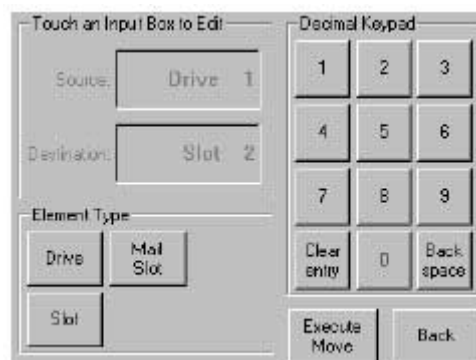 Touch an Input Box to Edit
Source: Drive 1
Destination: Slot 2
Element Type
Drive
Mail
Slot
Slot
Decimal Keypad
1 2 3
4 5 6
7 8 9
Clear
entry
0
Back
space
Execute
Move
Back